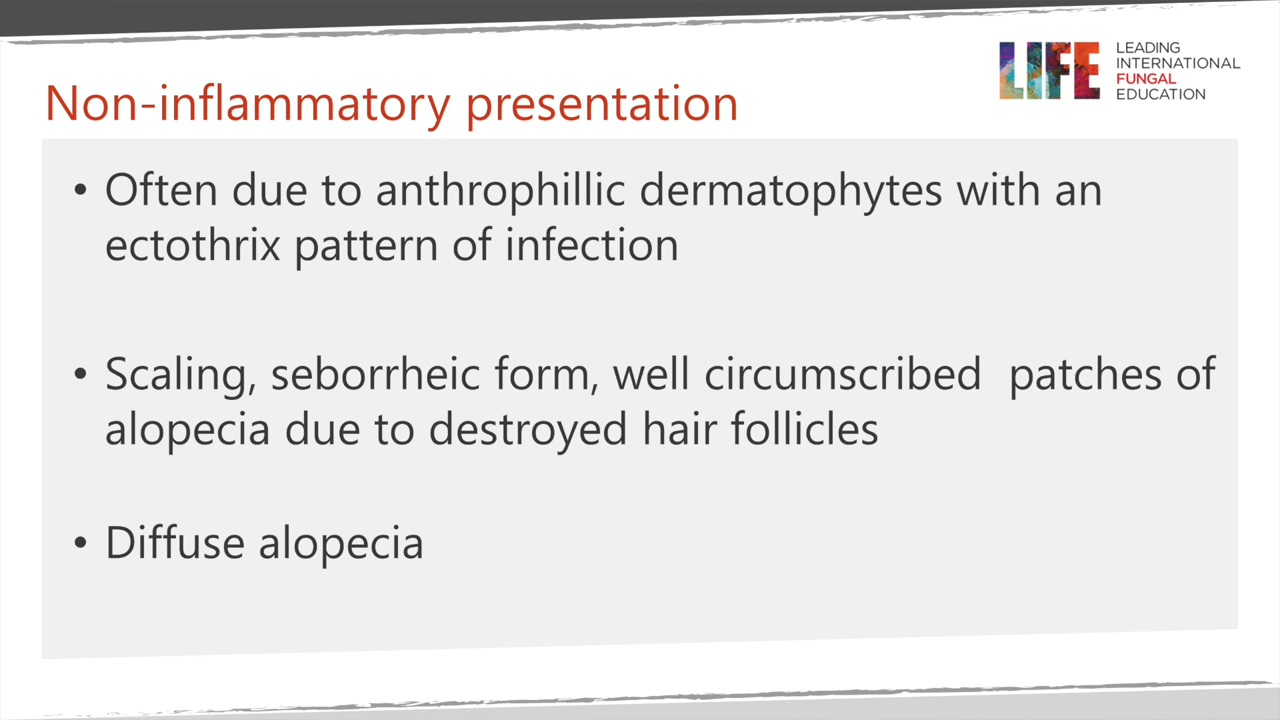 LIFE LEADING
INTERNATIONAL
FUNGAL
EDUCATION
Non-inflammatory presentation
• Often due to anthrophillic dermatophytes with an
ectothrix pattern of infection
• Scaling, seborrheic form, well circumscribed  patches of
alopecia due to destroyed hair follicles
• Diffuse alopecia